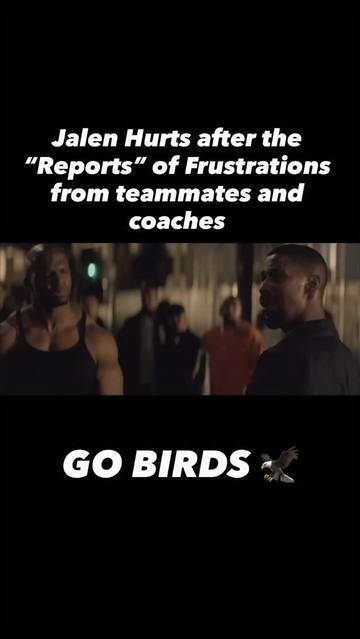 Jalen Hurts after the
“Reports” of Frustrations
from teammates and
coaches
GO BIRDS 🦅